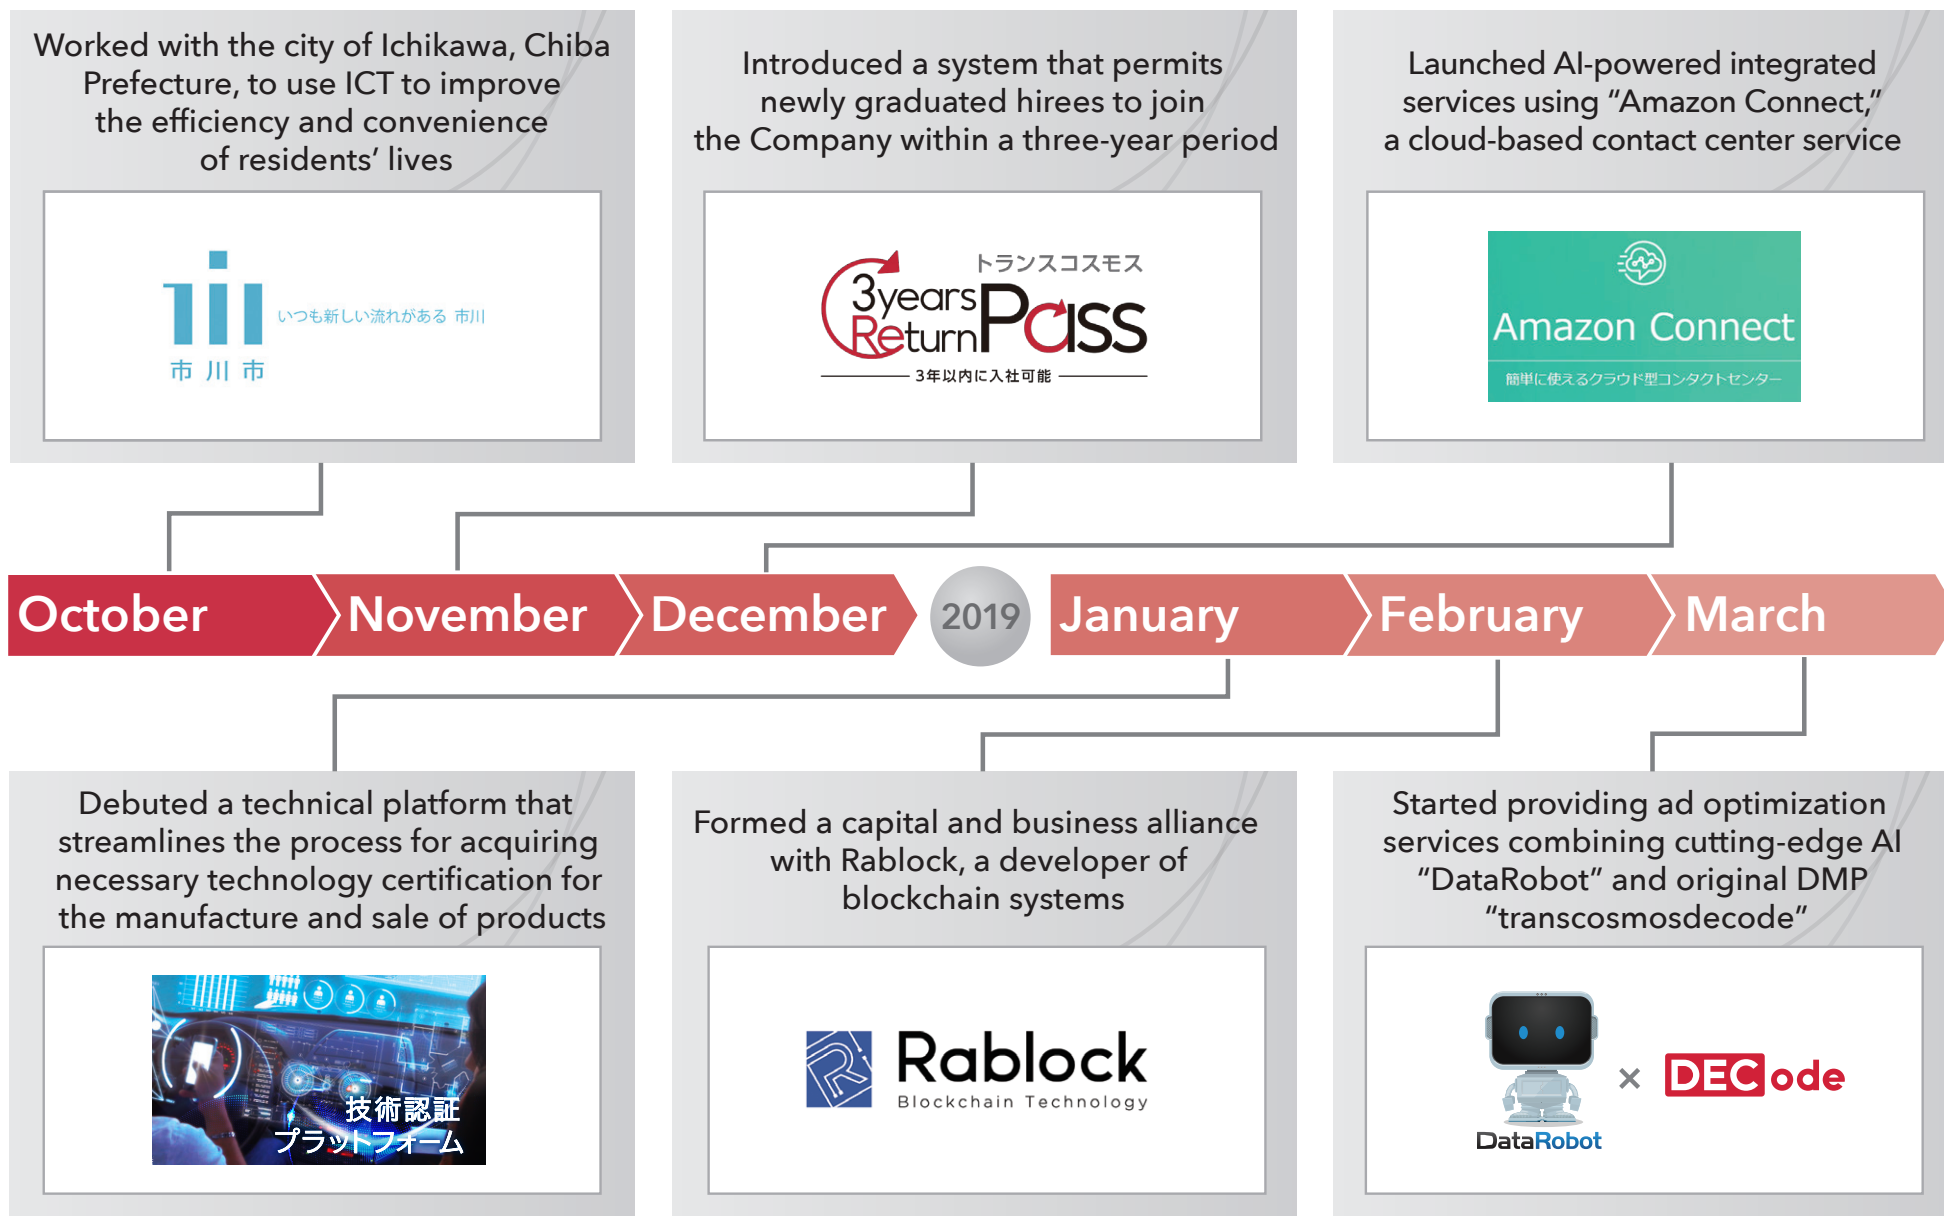 Worked with the city of Ichikawa, Chiba
Prefecture, to use ICT to improve
the efficiency and convenience
of residents’ lives
いつも新しい流れがある 市川
市川市
Introduced a system that permits
newly graduated hirees to join
the Company within a three-year period
トランスコスモス
3years
Return Pass
3年以内に入社可能
Launched AI-powered integrated
services using “Amazon Connect,”
a cloud-based contact center service
Amazon Connect
簡単に使えるクラウド型コンタクトセンター
October
November
December
2019
January
February
March
Debuted a technical platform that
streamlines the process for acquiring
necessary technology certification for
the manufacture and sale of products
技術認証
プラットフォーム
Formed a capital and business alliance
with Rablock, a developer of
blockchain systems
Rablock
Blockchain Technology
Started providing ad optimization
services combining cutting-edge AI
“DataRobot” and original DMP
“transcosmosdecode”
DataRobot
×
DECode